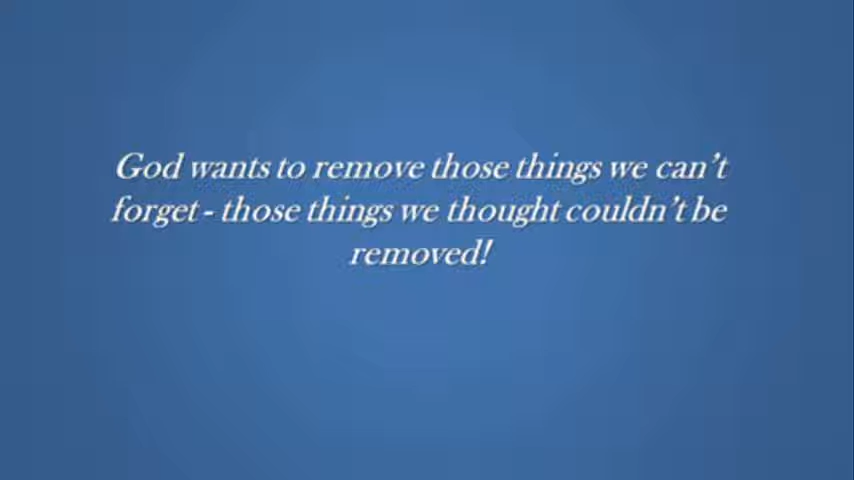 God wants to remove those things we can't
forget - those things we thought couldn't be
removed!